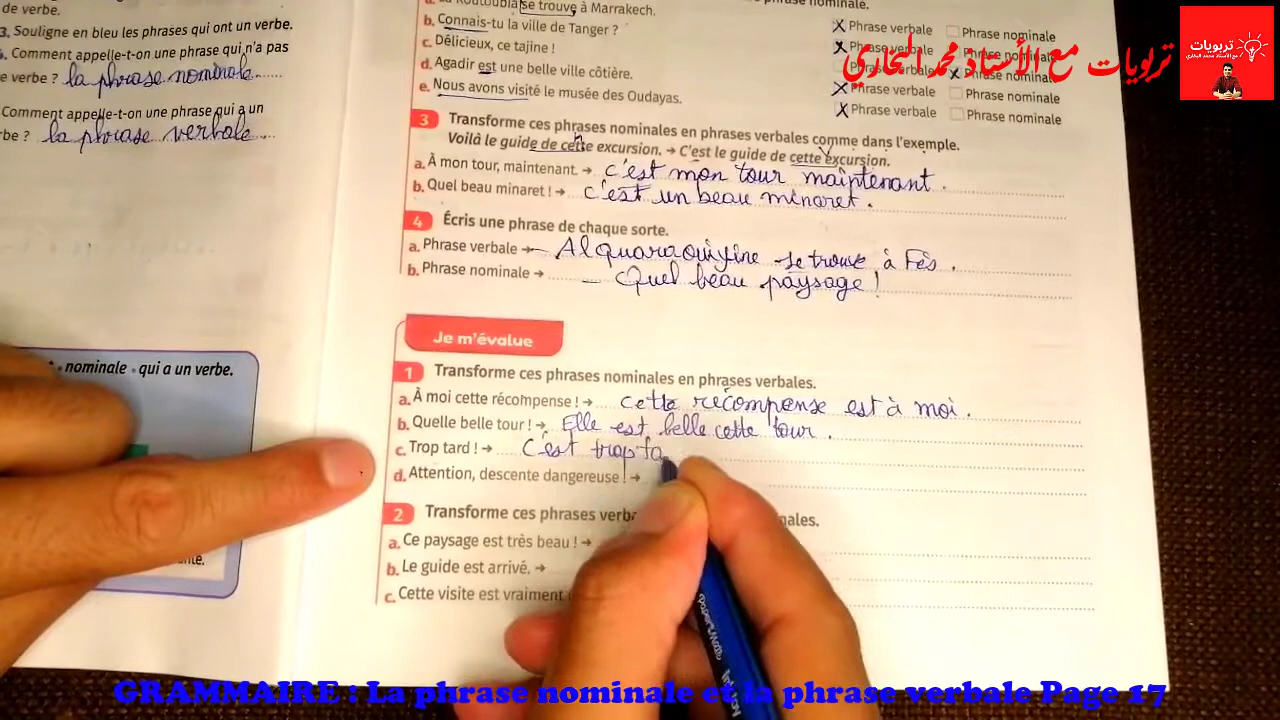 de verbe.
3. Souligne en bleu les phrases qui ont un verbe.
Comment appelle-t-on une phrase qui n'a pas
e verbe ? la phrase nominale
Comment appelle-t-on une phrase qui a un
rbe ? la phrase verbale
nominale • qui a un verbe.
se trouve à Marrakech.
b. Connais-tu la ville de Tanger ?
c. Délicieux, ce tajine !
d. Agadir est une belle ville côtière.
e. Nous avons visité le musée des Oudayas.
X Phrase verbale Phrase nominale
X Phrase verbale Phrase nominale
Phrase verbale X Phrase nominale
X Phrase verbale Phrase nominale
X Phrase verbale Phrase nominale
تربويات مع الأستاذ محمد البخاري
تربويات
3 Transforme ces phrases nominales en phrases verbales comme dans l'exemple.
Voilà le guide de cette excursion. → C'est le guide de cette excursion.
a. À mon tour, maintenant. → c'est mon tour maintenant.
b. Quel beau minaret ! → c'est un beau minaret.
4 Écris une phrase de chaque sorte.
a. Phrase verbale → – Al quaraouiyine se trouve à Fès.
b. Phrase nominale → – Quel beau paysage !
Je m'évalue
1 Transforme ces phrases nominales en phrases verbales.
a. À moi cette récompense ! → cette récompense est à moi.
b. Quelle belle tour ! → Elle est belle cette tour.
c. Trop tard ! → C'est trop ta
d. Attention, descente dangereuse ! →
2 Transforme ces phrases verba nales.
a. Ce paysage est très beau ! →
b. Le guide est arrivé. →
c. Cette visite est vraiment
GRAMMAIRE : La phrase nominale et la phrase verbale Page 17